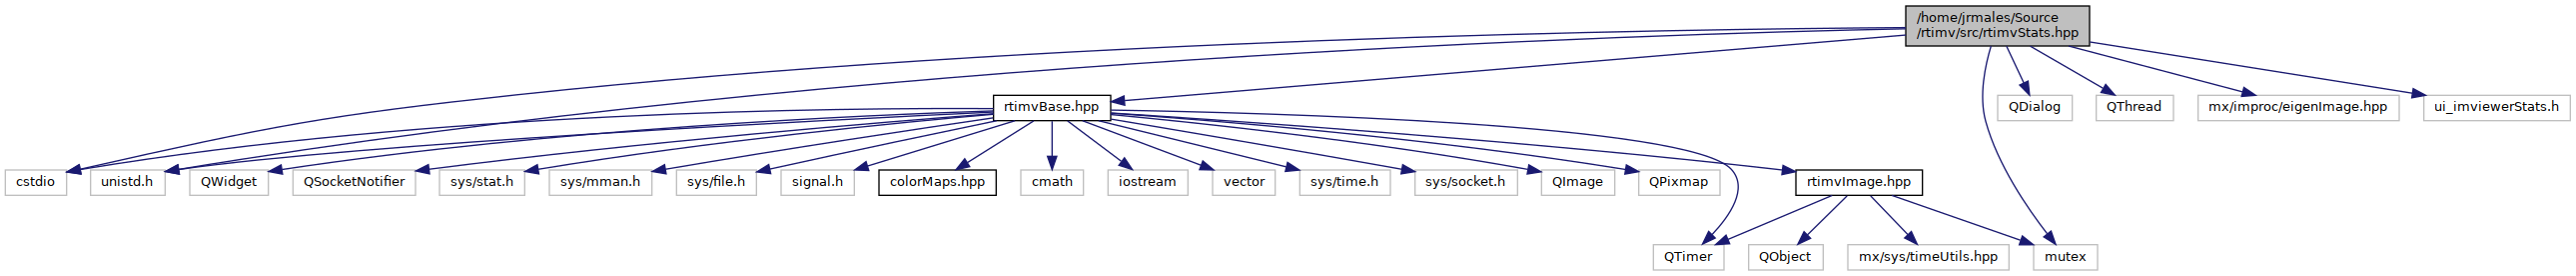 /home/jrmales/Source
/rtimv/src/rtimvStats.hpp
rtimvBase.hpp
QDialog
QThread
mx/improc/eigenImage.hpp
ui_imviewerStats.h
cstdio
unistd.h
QWidget
QSocketNotifier
sys/stat.h
sys/mman.h
sys/file.h
signal.h
colorMaps.hpp
cmath
iostream
vector
sys/time.h
sys/socket.h
QImage
QPixmap
rtimvImage.hpp
QTimer
QObject
mx/sys/timeUtils.hpp
mutex